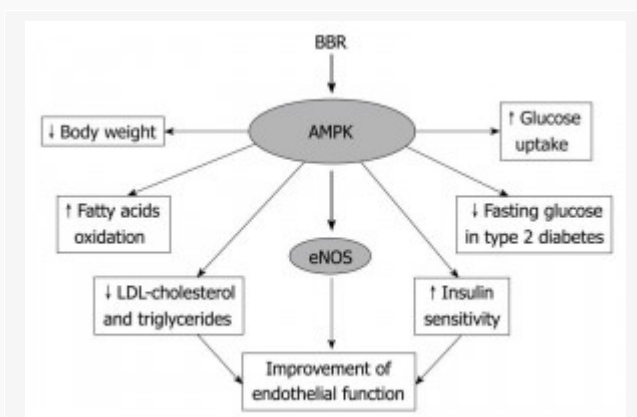 BBR
AMPK
↓ Body weight
↑ Glucose
uptake
↑ Fatty acids
oxidation
↓ Fasting glucose
in type 2 diabetes
eNOS
↓ LDL-cholesterol
and triglycerides
↑ Insulin
sensitivity
Improvement of
endothelial function